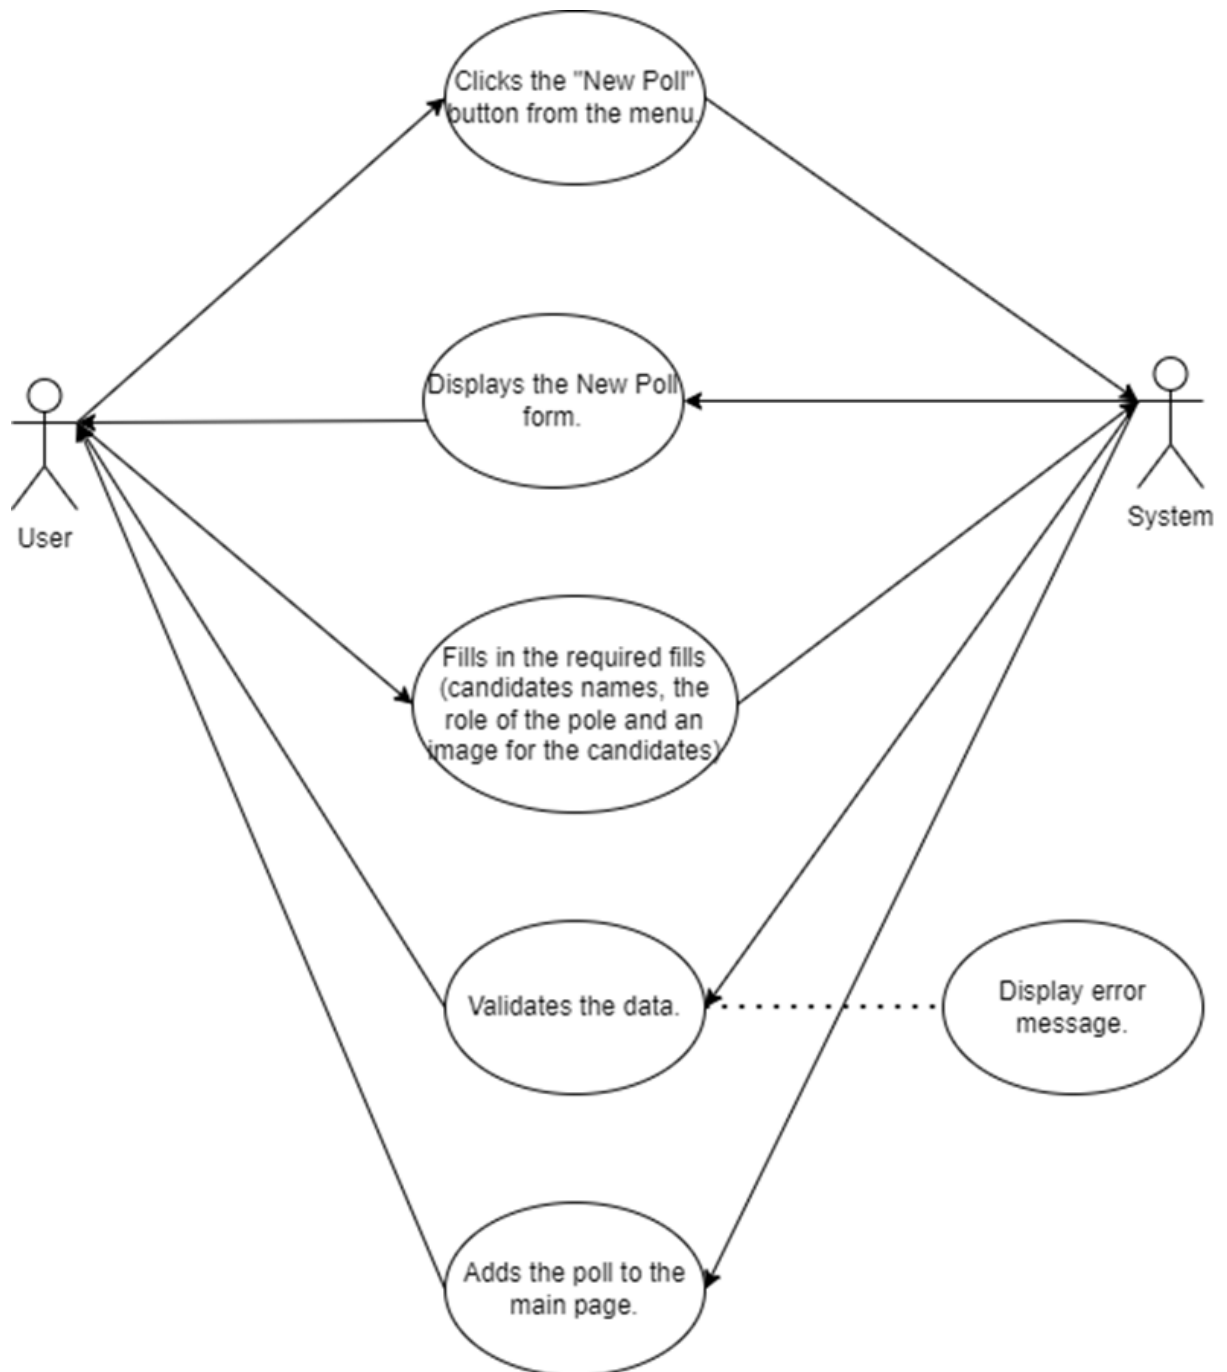 Clicks the "New Poll"
button from the menu.
Displays the New Poll
form.
User
System
Fills in the required fills
(candidates names, the
role of the pole and an
image for the candidates)
Validates the data.
Display error
message.
Adds the poll to the
main page.